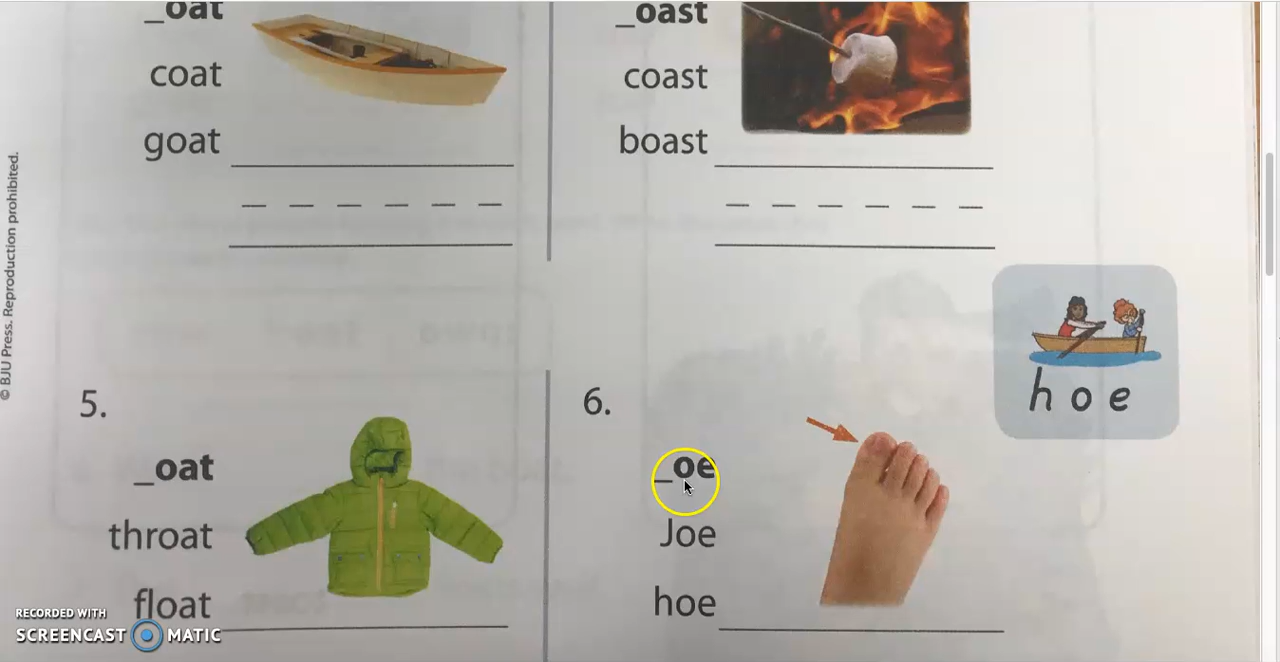 _oat
coat
goat
_oast
coast
boast
© BJU Press. Reproduction prohibited.
hoe
5.
_oat
throat
float
6.
_oe
Joe
hoe
RECORDED WITH
SCREENCAST MATIC